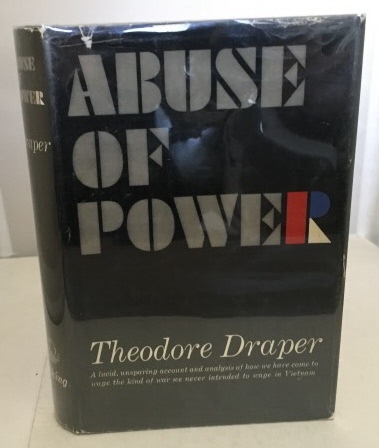 ABUSE
OF
POWER
Theodore Draper
A lucid, unsparing account and analysis of how we have come to
wage the kind of war we never intended to wage in Vietnam
POWER